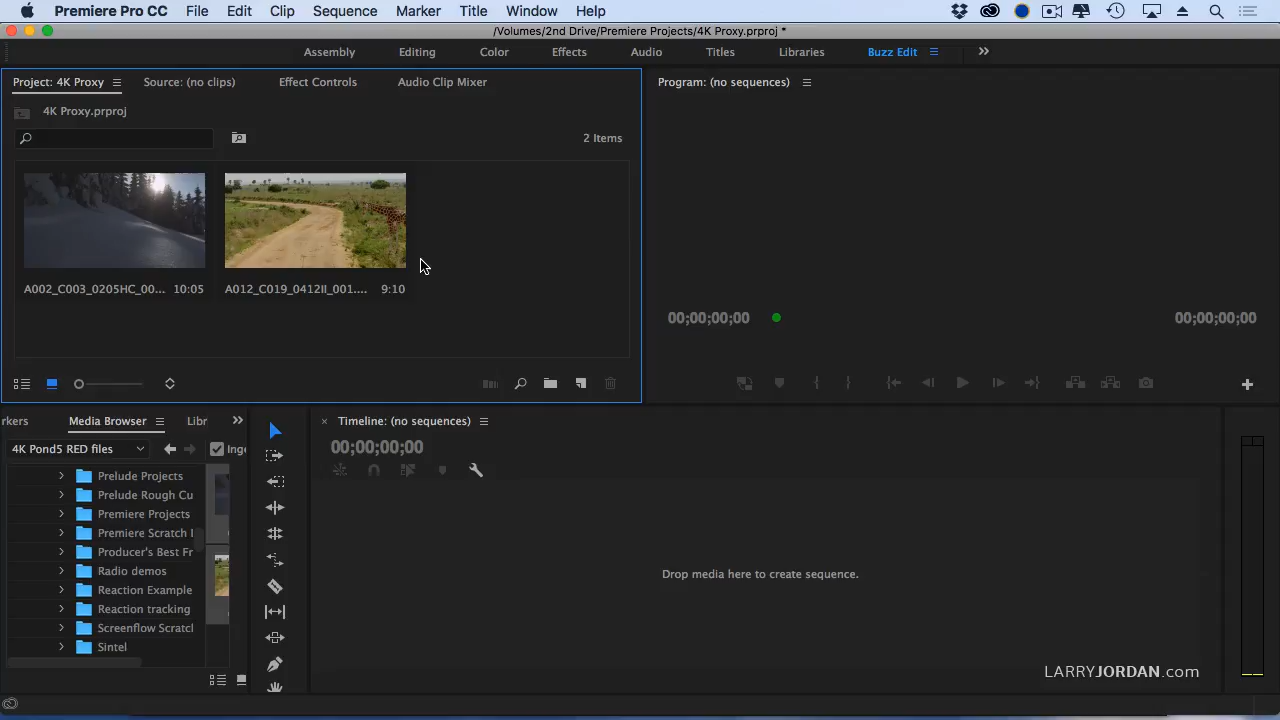 Premiere Pro CC File Edit Clip Sequence Marker Title Window Help
/Volumes/2nd Drive/Premiere Projects/4K Proxy.prproj *
Assembly Editing Color Effects Audio Titles Libraries Buzz Edit
Project: 4K Proxy Source: (no clips) Effect Controls Audio Clip Mixer
Program: (no sequences)
4K Proxy.prproj
2 Items
A002_C003_0205HC_00... 10:05 A012_C019_0412II_001.... 9:10
00;00;00;00 00;00;00;00
rkers Media Browser Libr
Timeline: (no sequences)
4K Pond5 RED files Inge
00;00;00;00
Prelude Projects
Prelude Rough Cu
Premiere Projects
Premiere Scratch
Producer's Best Fr
Radio demos
Reaction Example
Reaction tracking
Screenflow Scratcl
Sintel
Drop media here to create sequence.
LARRYJORDAN.com